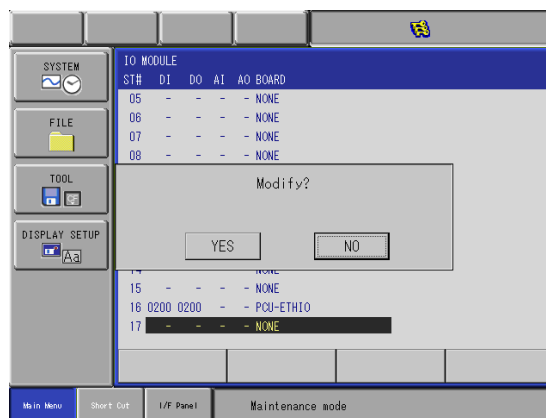 SYSTEM
FILE
TOOL
DISPLAY SETUP
IO MODULE
ST# DI DO AI AO BOARD
05 - - - - NONE
06 - - - - NONE
07 - - - - NONE
08 - - - - NONE
Modify?
YES NO
14 NONE
15 - - - - NONE
16 0200 0200 - - PCU-ETHIO
17 - - - - NONE
Main Menu Short Cut I/F Panel Maintenance mode